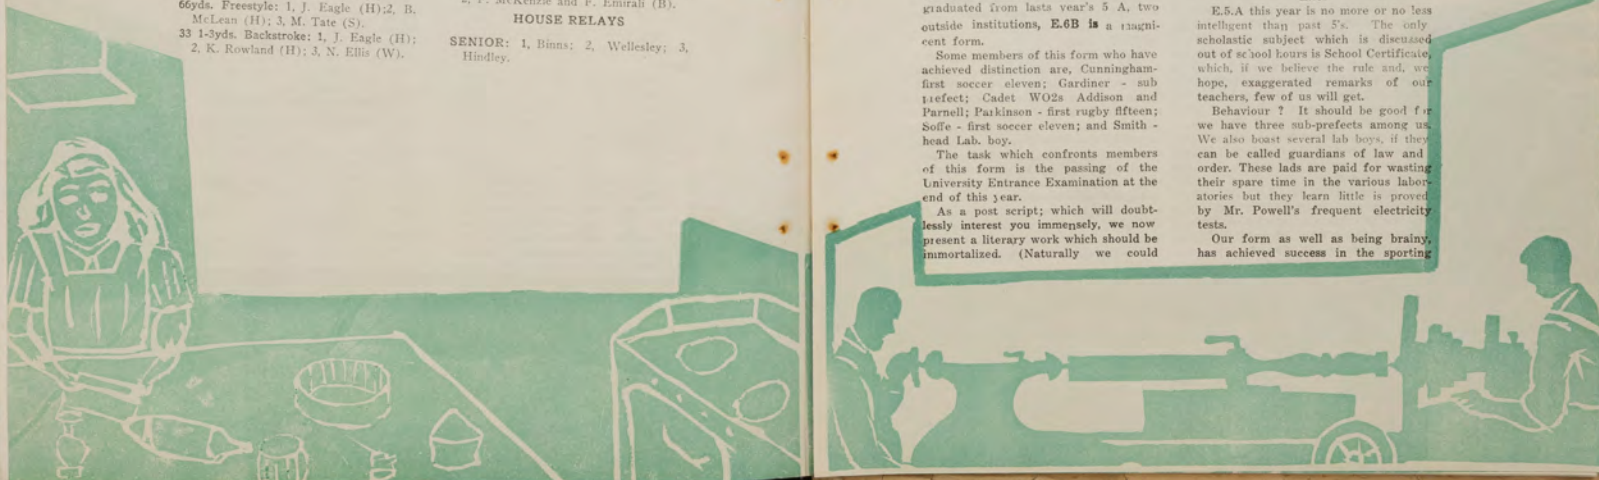 66yds. Freestyle: 1, J. Eagle (H);2, B.
McLean (H); 3, M. Tate (S).
33 1-3yds. Backstroke: 1, J. Eagle (H);
2, K. Rowland (H); 3, N. Ellis (W).
McKenzie and P. Emirali (B).
HOUSE RELAYS
SENIOR: 1, Binns; 2, Wellesley; 3,
Hindley.
graduated from lasts year's 5 A, two
outside institutions, E.6B is a magni-
cent form.
Some members of this form who have
achieved distinction are, Cunningham-
first soccer eleven; Gardiner - sub
prefect; Cadet WO2s Addison and
Parnell; Parkinson - first rugby fifteen;
Soffe - first soccer eleven; and Smith -
head Lab. boy.
The task which confronts members
of this form is the passing of the
University Entrance Examination at the
end of this year.
As a post script; which will doubt-
lessly interest you immensely, we now
present a literary work which should be
immortalized. (Naturally we could
E.5.A this year is no more or no less
intelligent than past 5's. The only
scholastic subject which is discussed
out of school hours is School Certificate,
which, if we believe the rule and, we
hope, exaggerated remarks of our
teachers, few of us will get.
Behaviour ? It should be good for
we have three sub-prefects among us.
We also boast several lab boys, if they
can be called guardians of law and
order. These lads are paid for wasting
their spare time in the various labor-
atories but they learn little is proved
by Mr. Powell's frequent electricity
tests.
Our form as well as being brainy,
has achieved success in the sporting